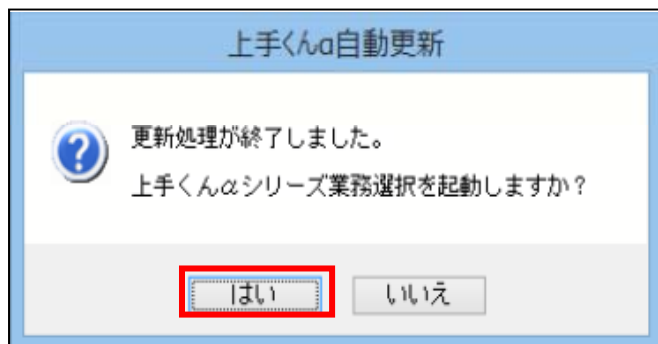 上手くんα自動更新
更新処理が終了しました。
上手くんαシリーズ業務選択を起動しますか？
はい
いいえ